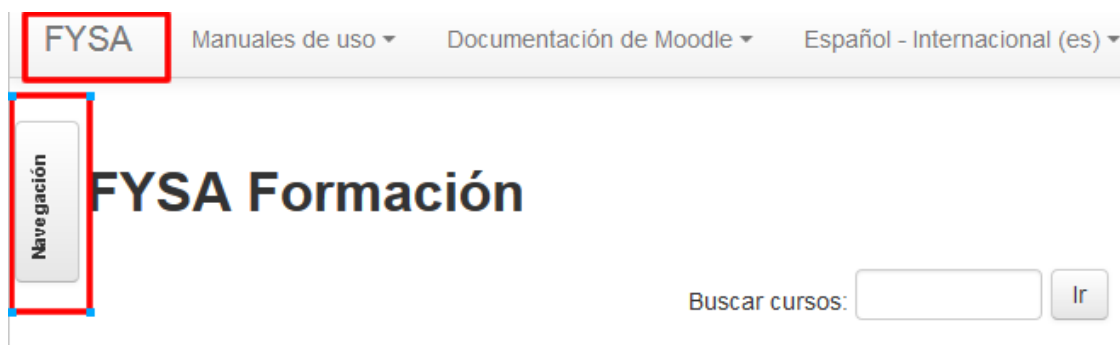 FYSA Manuales de uso Documentación de Moodle Español - Internacional (es)
Navegación
FYSA Formación
Buscar cursos: Ir